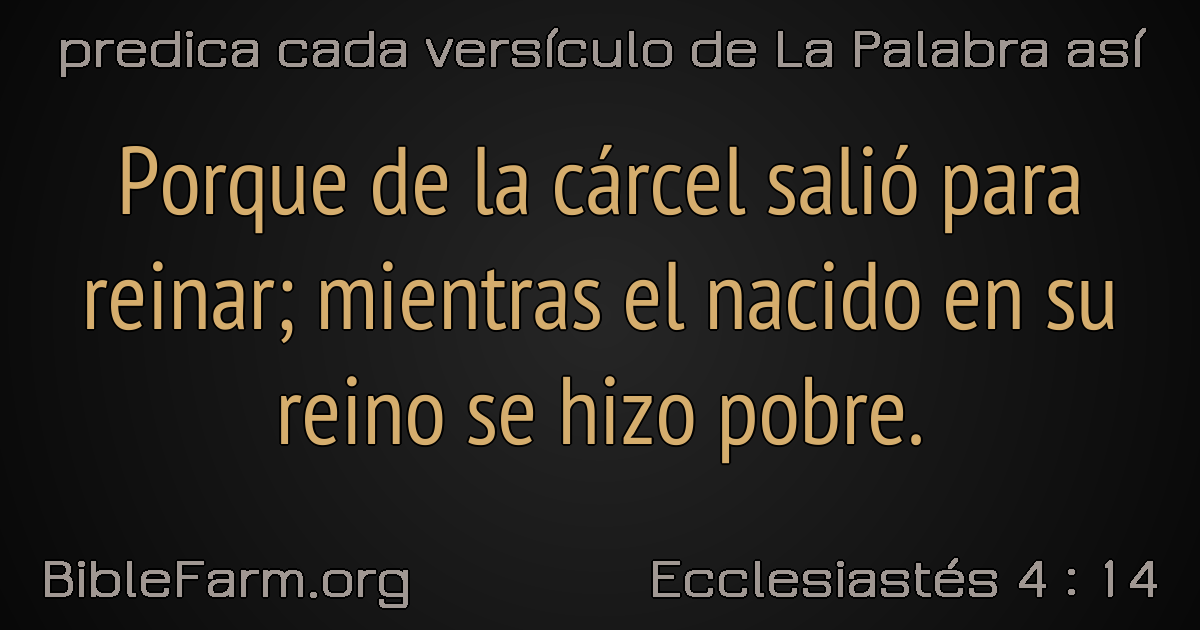 predica cada versículo de La Palabra así
Porque de la cárcel salió para
reinar; mientras el nacido en su
reino se hizo pobre.
BibleFarm.org
Ecclesiastés 4 : 14